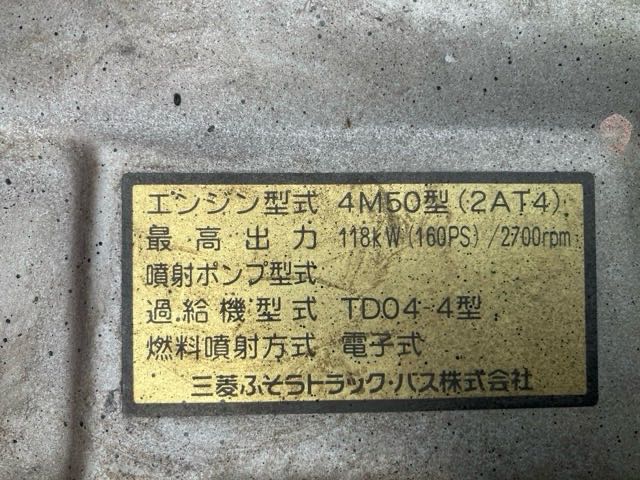 エンジン型式 4M50型(2AT4)
最高出力 118kW(160PS)/2700rpm
噴射ポンプ型式
過給機型式 TD04-4型
燃料噴射方式 電子式
三菱ふそうトラック・バス株式会社